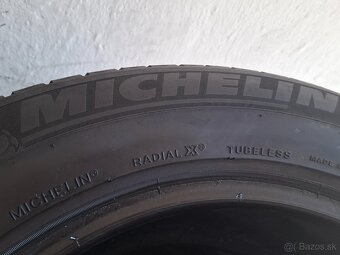 MICHELIN
MICHELIN® RADIAL X® TUBELESS MADE
© Bazos.sk